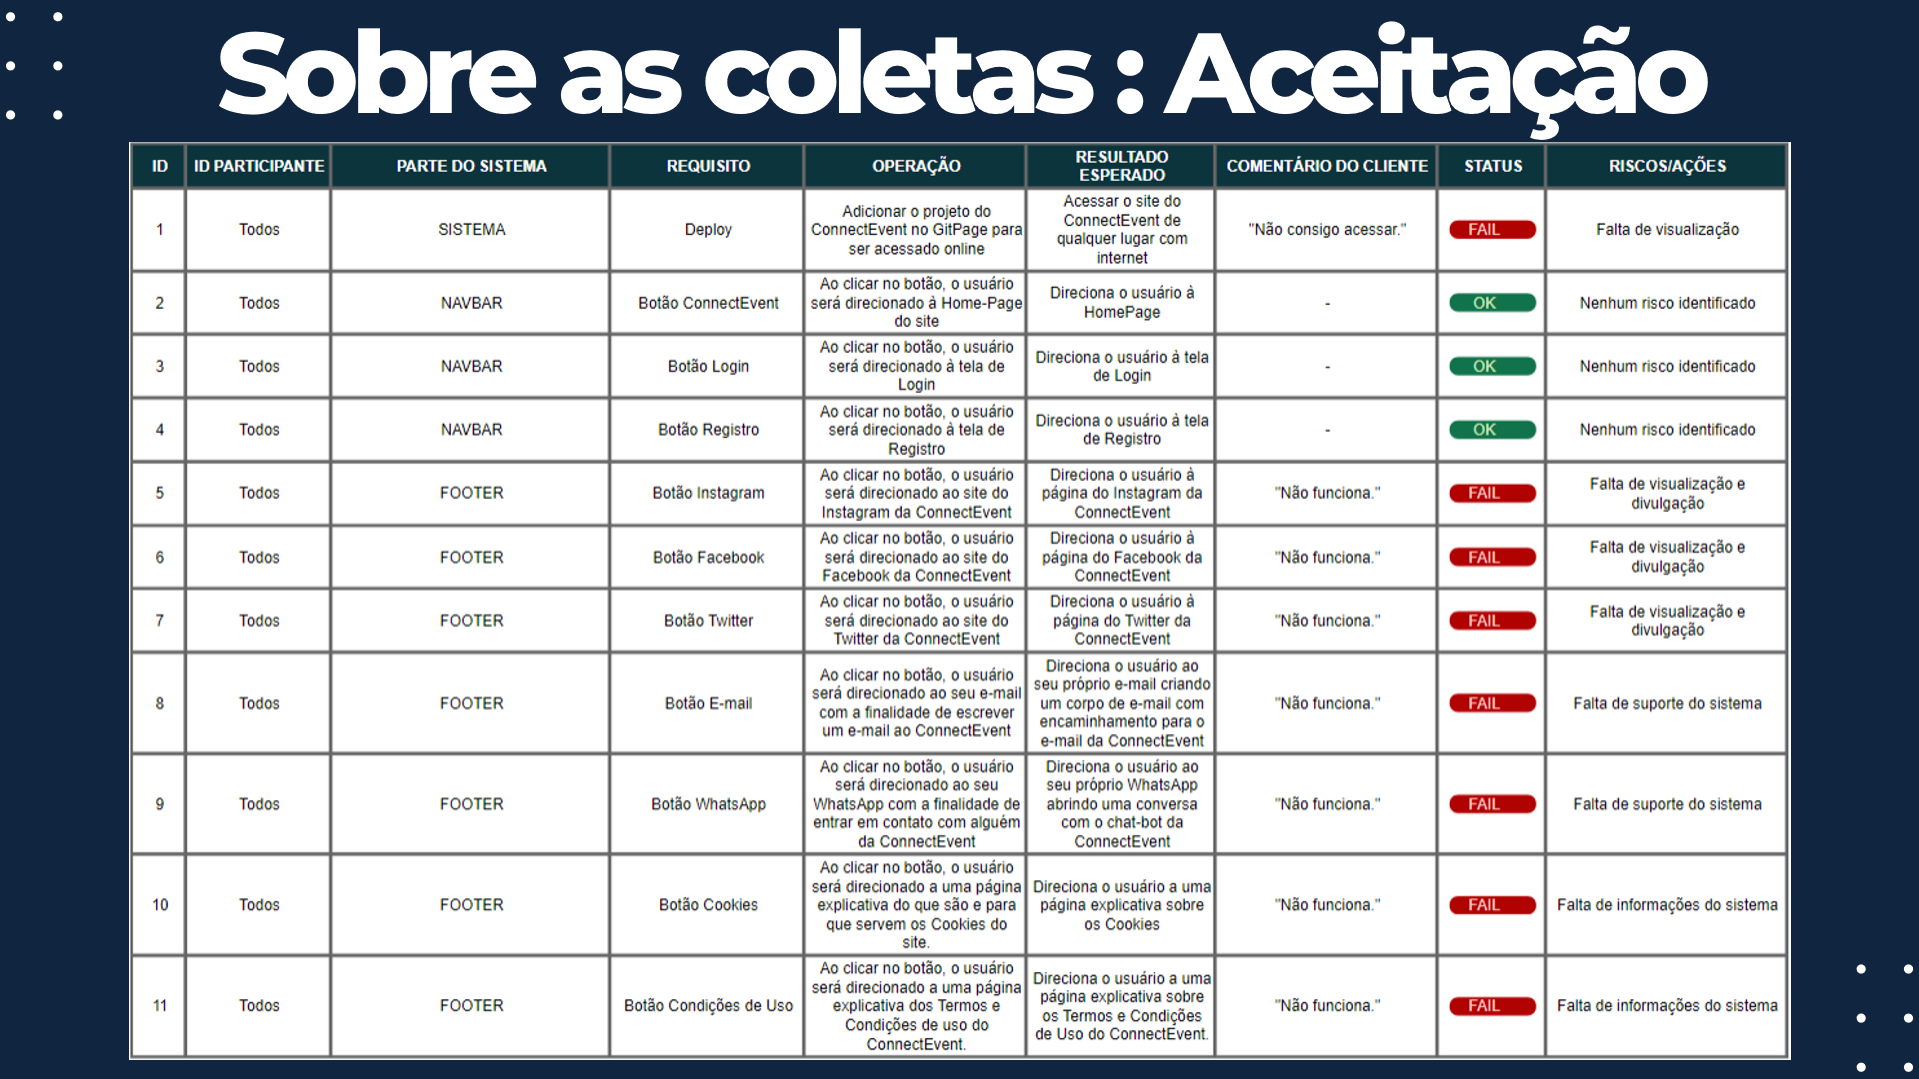 Sobre as coletas : Aceitação
ID ID PARTICIPANTE PARTE DO SISTEMA REQUISITO OPERAÇÃO RESULTADO ESPERADO COMENTÁRIO DO CLIENTE STATUS RISCOS/AÇÕES
1 Todos SISTEMA Deploy Adicionar o projeto do ConnectEvent no GitPage para ser acessado online Acessar o site do ConnectEvent de qualquer lugar com internet "Não consigo acessar." FAIL Falta de visualização
2 Todos NAVBAR Botão ConnectEvent Ao clicar no botão, o usuário será direcionado à Home-Page do site Direciona o usuário à HomePage - OK Nenhum risco identificado
3 Todos NAVBAR Botão Login Ao clicar no botão, o usuário será direcionado à tela de Login Direciona o usuário à tela de Login - OK Nenhum risco identificado
4 Todos NAVBAR Botão Registro Ao clicar no botão, o usuário será direcionado à tela de Registro Direciona o usuário à tela de Registro - OK Nenhum risco identificado
5 Todos FOOTER Botão Instagram Ao clicar no botão, o usuário será direcionado ao site do Instagram da ConnectEvent Direciona o usuário à página do Instagram da ConnectEvent "Não funciona." FAIL Falta de visualização e divulgação
6 Todos FOOTER Botão Facebook Ao clicar no botão, o usuário será direcionado ao site do Facebook da ConnectEvent Direciona o usuário à página do Facebook da ConnectEvent "Não funciona." FAIL Falta de visualização e divulgação
7 Todos FOOTER Botão Twitter Ao clicar no botão, o usuário será direcionado ao site do Twitter da ConnectEvent Direciona o usuário à página do Twitter da ConnectEvent "Não funciona." FAIL Falta de visualização e divulgação
8 Todos FOOTER Botão E-mail Ao clicar no botão, o usuário será direcionado ao seu e-mail com a finalidade de escrever um e-mail ao ConnectEvent Direciona o usuário ao seu próprio e-mail criando um corpo de e-mail com encaminhamento para o e-mail da ConnectEvent "Não funciona." FAIL Falta de suporte do sistema
9 Todos FOOTER Botão WhatsApp Ao clicar no botão, o usuário será direcionado ao seu WhatsApp com a finalidade de entrar em contato com alguém da ConnectEvent Direciona o usuário ao seu próprio WhatsApp abrindo uma conversa com o chat-bot da ConnectEvent "Não funciona." FAIL Falta de suporte do sistema
10 Todos FOOTER Botão Cookies Ao clicar no botão, o usuário será direcionado a uma página explicativa do que são e para que servem os Cookies do site. Direciona o usuário a uma página explicativa sobre os Cookies "Não funciona." FAIL Falta de informações do sistema
11 Todos FOOTER Botão Condições de Uso Ao clicar no botão, o usuário será direcionado a uma página explicativa dos Termos e Condições de uso do ConnectEvent. Direciona o usuário a uma página explicativa sobre os Termos e Condições de Uso do ConnectEvent. "Não funciona." FAIL Falta de informações do sistema